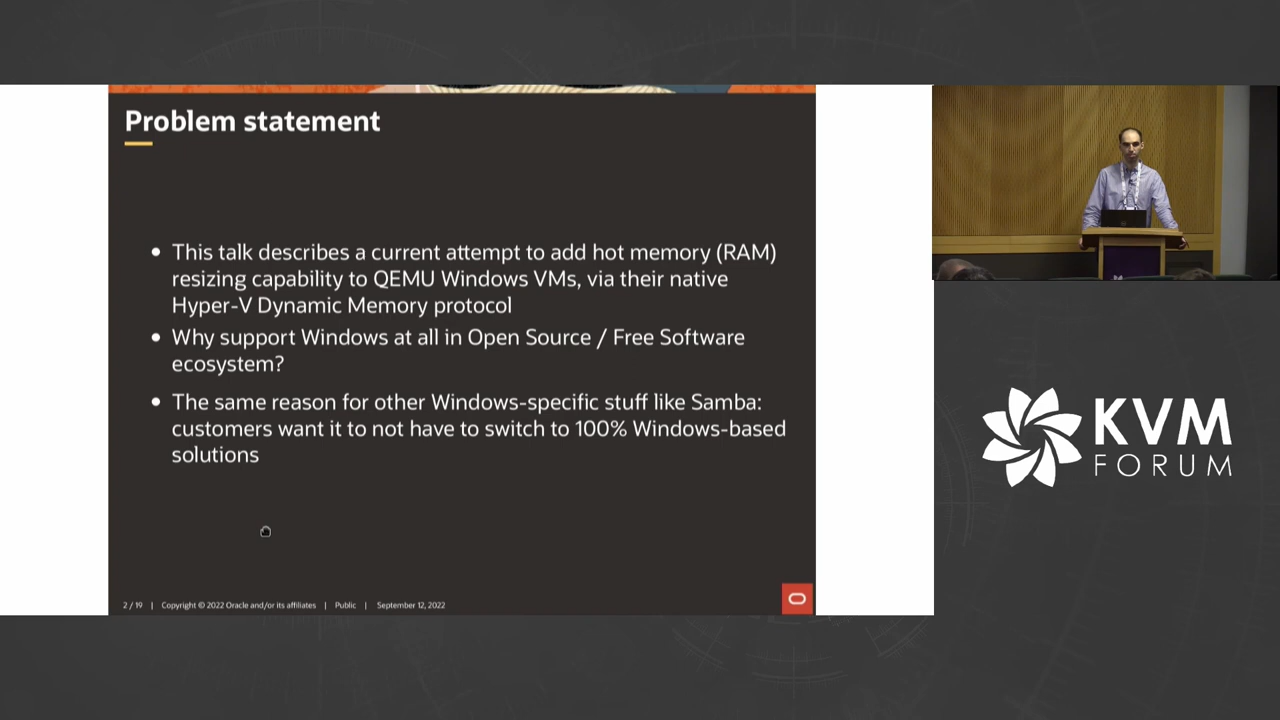 Problem statement
• This talk describes a current attempt to add hot memory (RAM)
resizing capability to QEMU Windows VMs, via their native
Hyper-V Dynamic Memory protocol
• Why support Windows at all in Open Source / Free Software
ecosystem?
• The same reason for other Windows-specific stuff like Samba:
customers want it to not have to switch to 100% Windows-based
solutions
2 / 19 | Copyright © 2022 Oracle and/or its affiliates | Public | September 12, 2022
KVM
FORUM